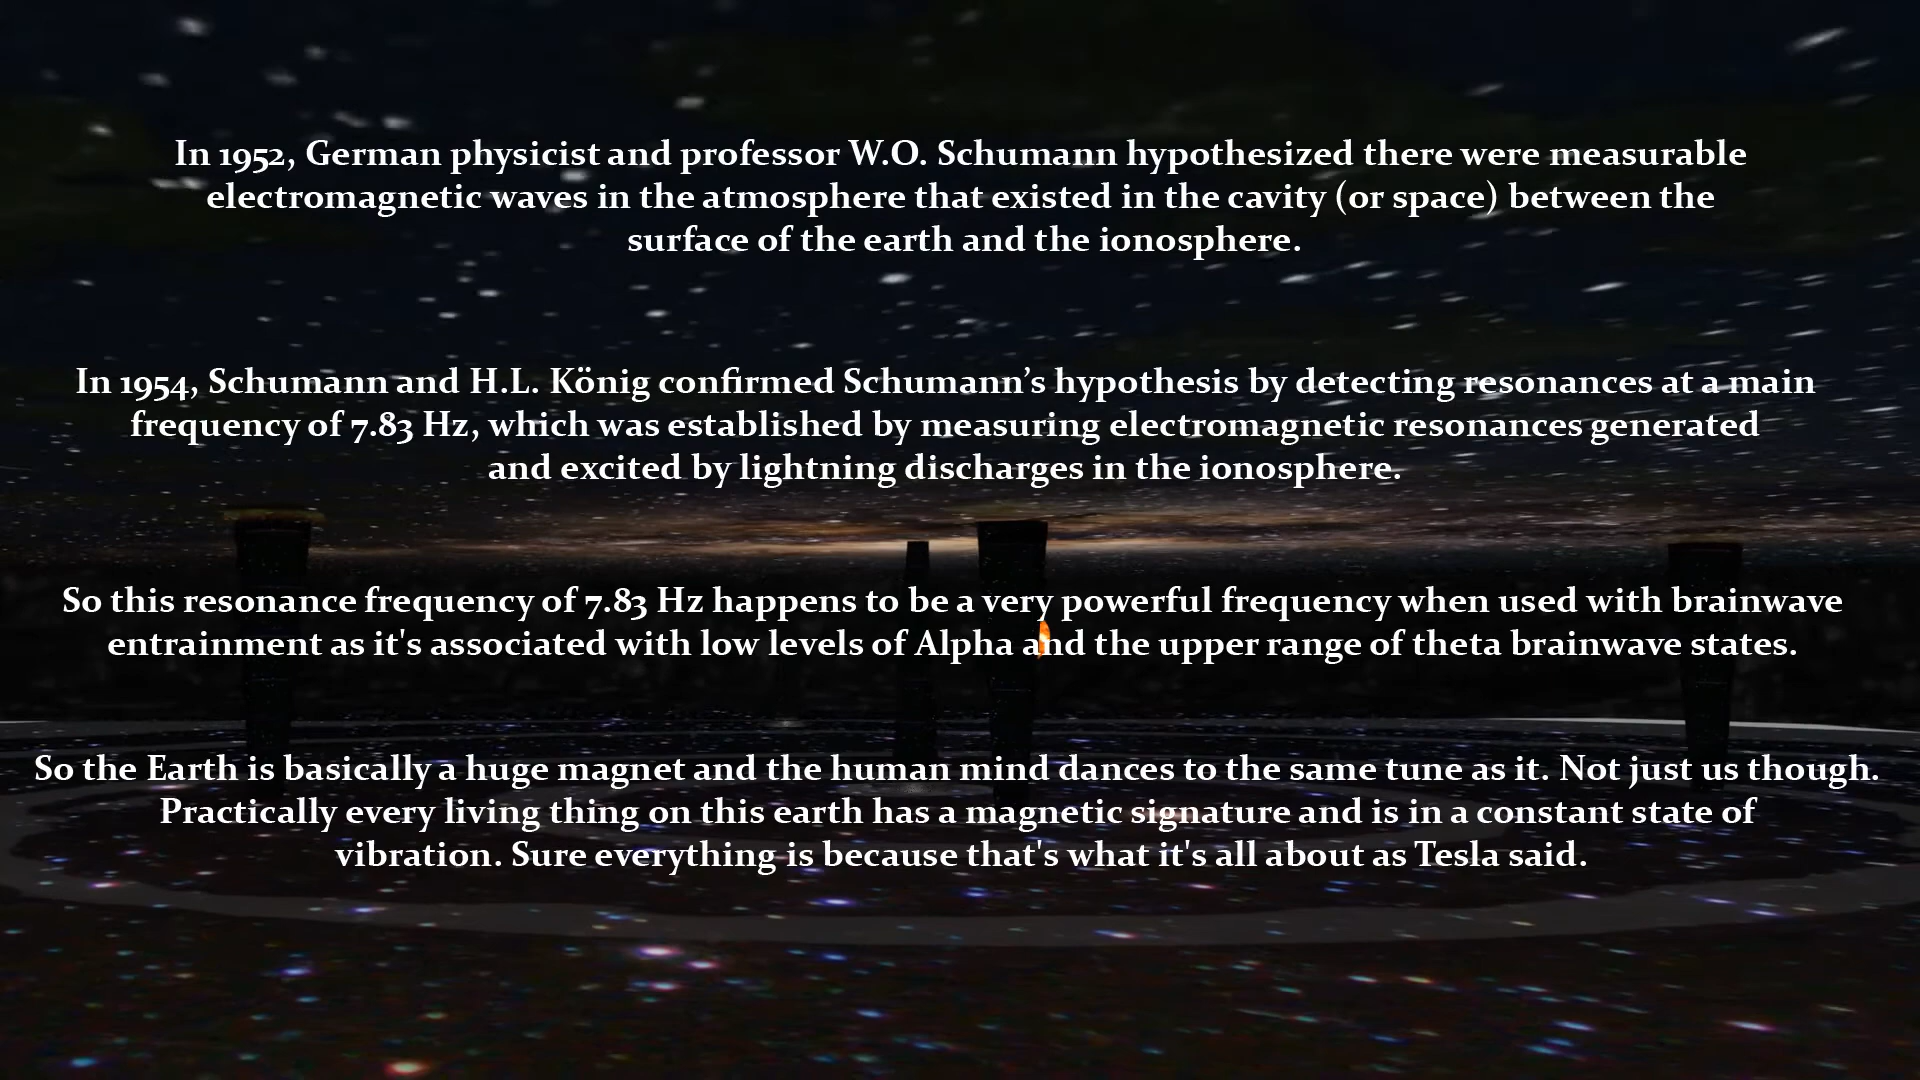 In 1952, German physicist and professor W.O. Schumann hypothesized there were measurable
electromagnetic waves in the atmosphere that existed in the cavity (or space) between the
surface of the earth and the ionosphere.
In 1954, Schumann and H.L. König confirmed Schumann’s hypothesis by detecting resonances at a main
frequency of 7.83 Hz, which was established by measuring electromagnetic resonances generated
and excited by lightning discharges in the ionosphere.
So this resonance frequency of 7.83 Hz happens to be a very powerful frequency when used with brainwave
entrainment as it's associated with low levels of Alpha and the upper range of theta brainwave states.
So the Earth is basically a huge magnet and the human mind dances to the same tune as it. Not just us though.
Practically every living thing on this earth has a magnetic signature and is in a constant state of
vibration. Sure everything is because that's what it's all about as Tesla said.